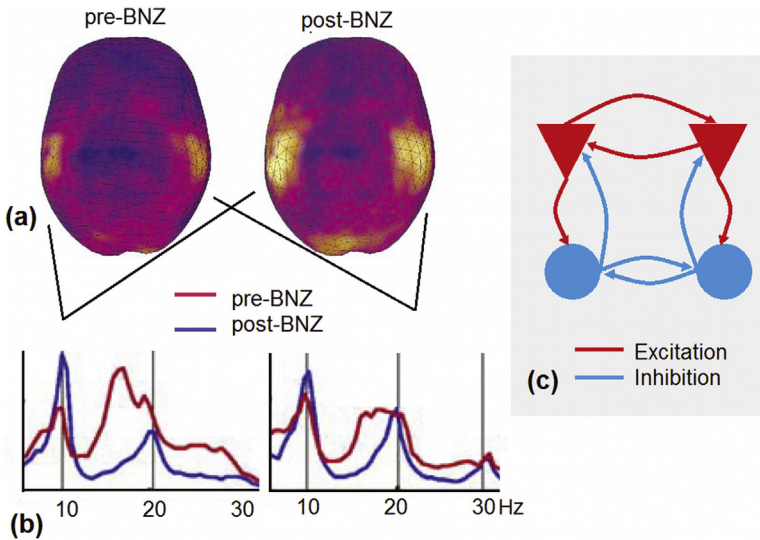 pre-BNZ
post-BNZ
(a)
pre-BNZ
post-BNZ
Excitation
Inhibition
(c)
10
20
30
10
20
30 Hz
(b)